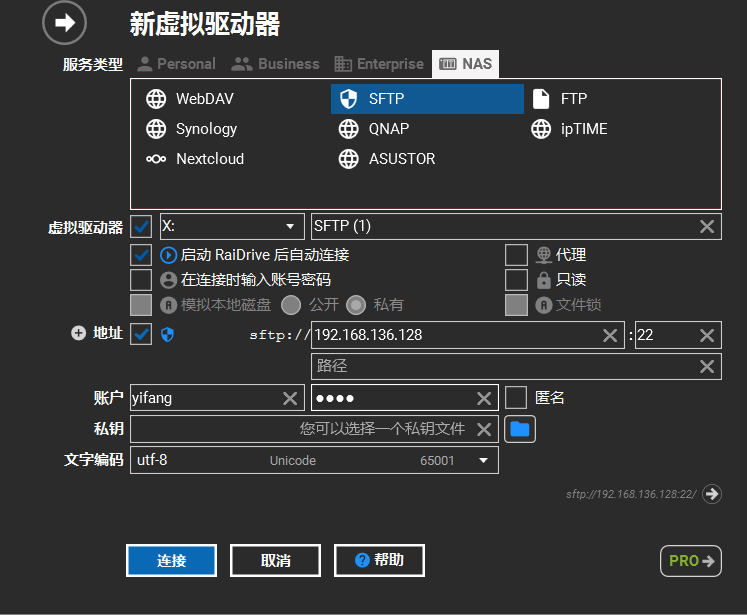 新虚拟驱动器
服务类型 Personal Business Enterprise NAS
WebDAV SFTP FTP
Synology QNAP ipTIME
Nextcloud ASUSTOR
虚拟驱动器 X: SFTP (1)
启动 RaiDrive 后自动连接 代理
在连接时输入账号密码 只读
模拟本地磁盘 公开 私有 文件锁
地址 sftp://192.168.136.128 :22
路径
账户 yifang ●●●● 匿名
私钥 您可以选择一个私钥文件
文字编码 utf-8 Unicode 65001
sftp://192.168.136.128:22/
连接 取消 帮助 PRO